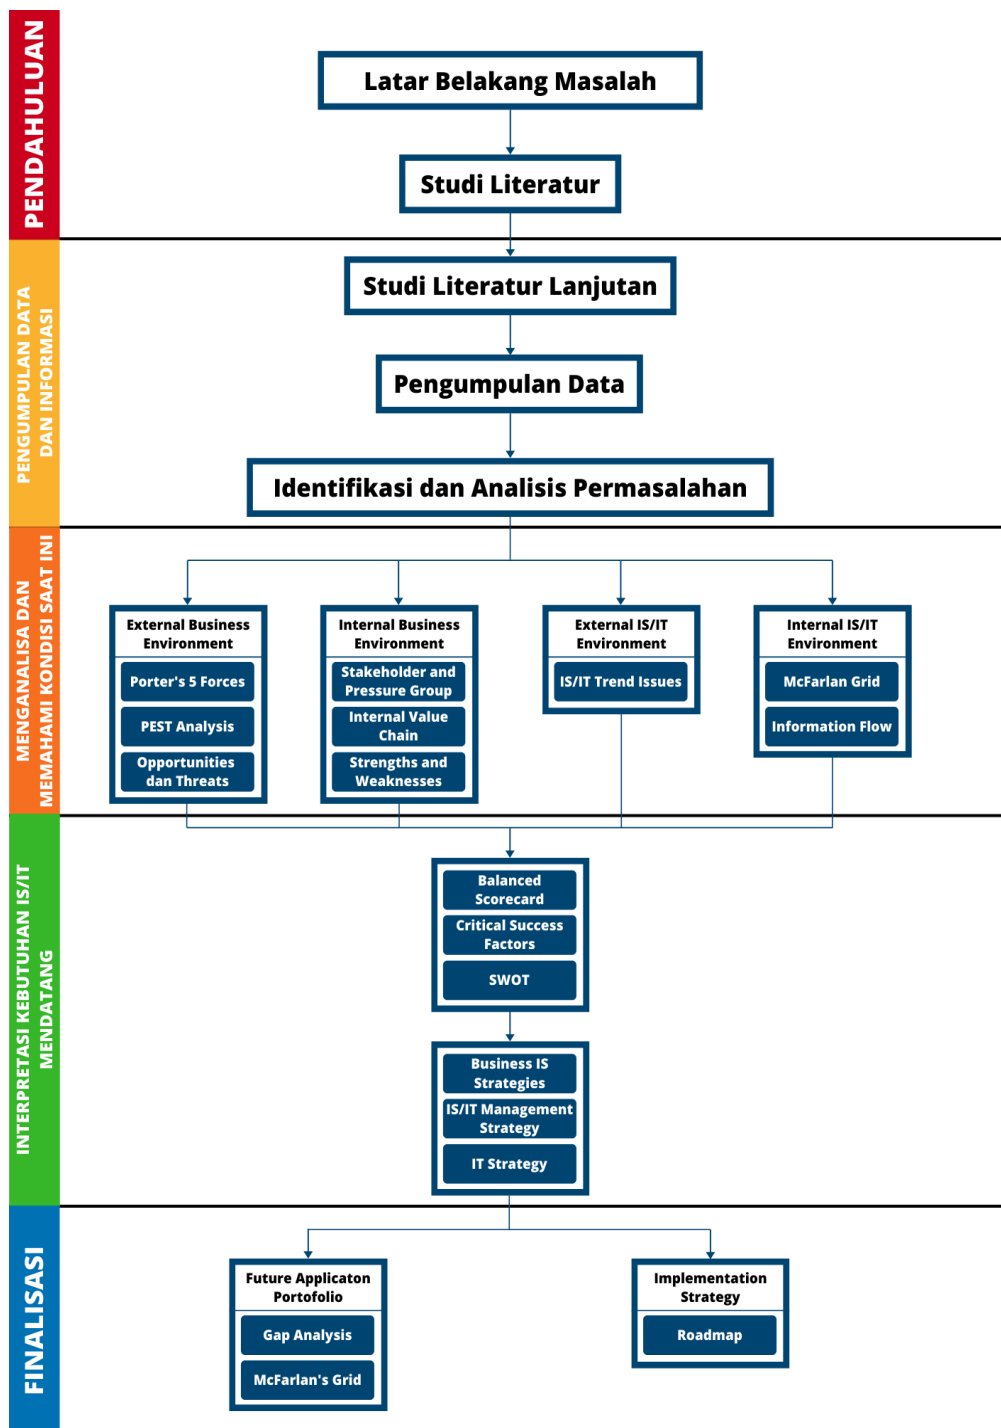 PENDAHULUAN
Latar Belakang Masalah
Studi Literatur
PENGUMPULAN DATA
DAN INFORMASI
Studi Literatur Lanjutan
Pengumpulan Data
Identifikasi dan Analisis Permasalahan
MENGANALISA DAN
MEMAHAMI KONDISI SAAT INI
External Business
Environment
Porter's 5 Forces
PEST Analysis
Opportunities
dan Threats
Internal Business
Environment
Stakeholder and
Pressure Group
Internal Value
Chain
Strengths and
Weaknesses
External IS/IT
Environment
IS/IT Trend Issues
Internal IS/IT
Environment
McFarlan Grid
Information Flow
INTERPRETASI KEBUTUHAN IS/IT
MENDATANG
Balanced
Scorecard
Critical Success
Factors
SWOT
Business IS
Strategies
IS/IT Management
Strategy
IT Strategy
FINALISASI
Future Applicaton
Portofolio
Gap Analysis
McFarlan's Grid
Implementation
Strategy
Roadmap